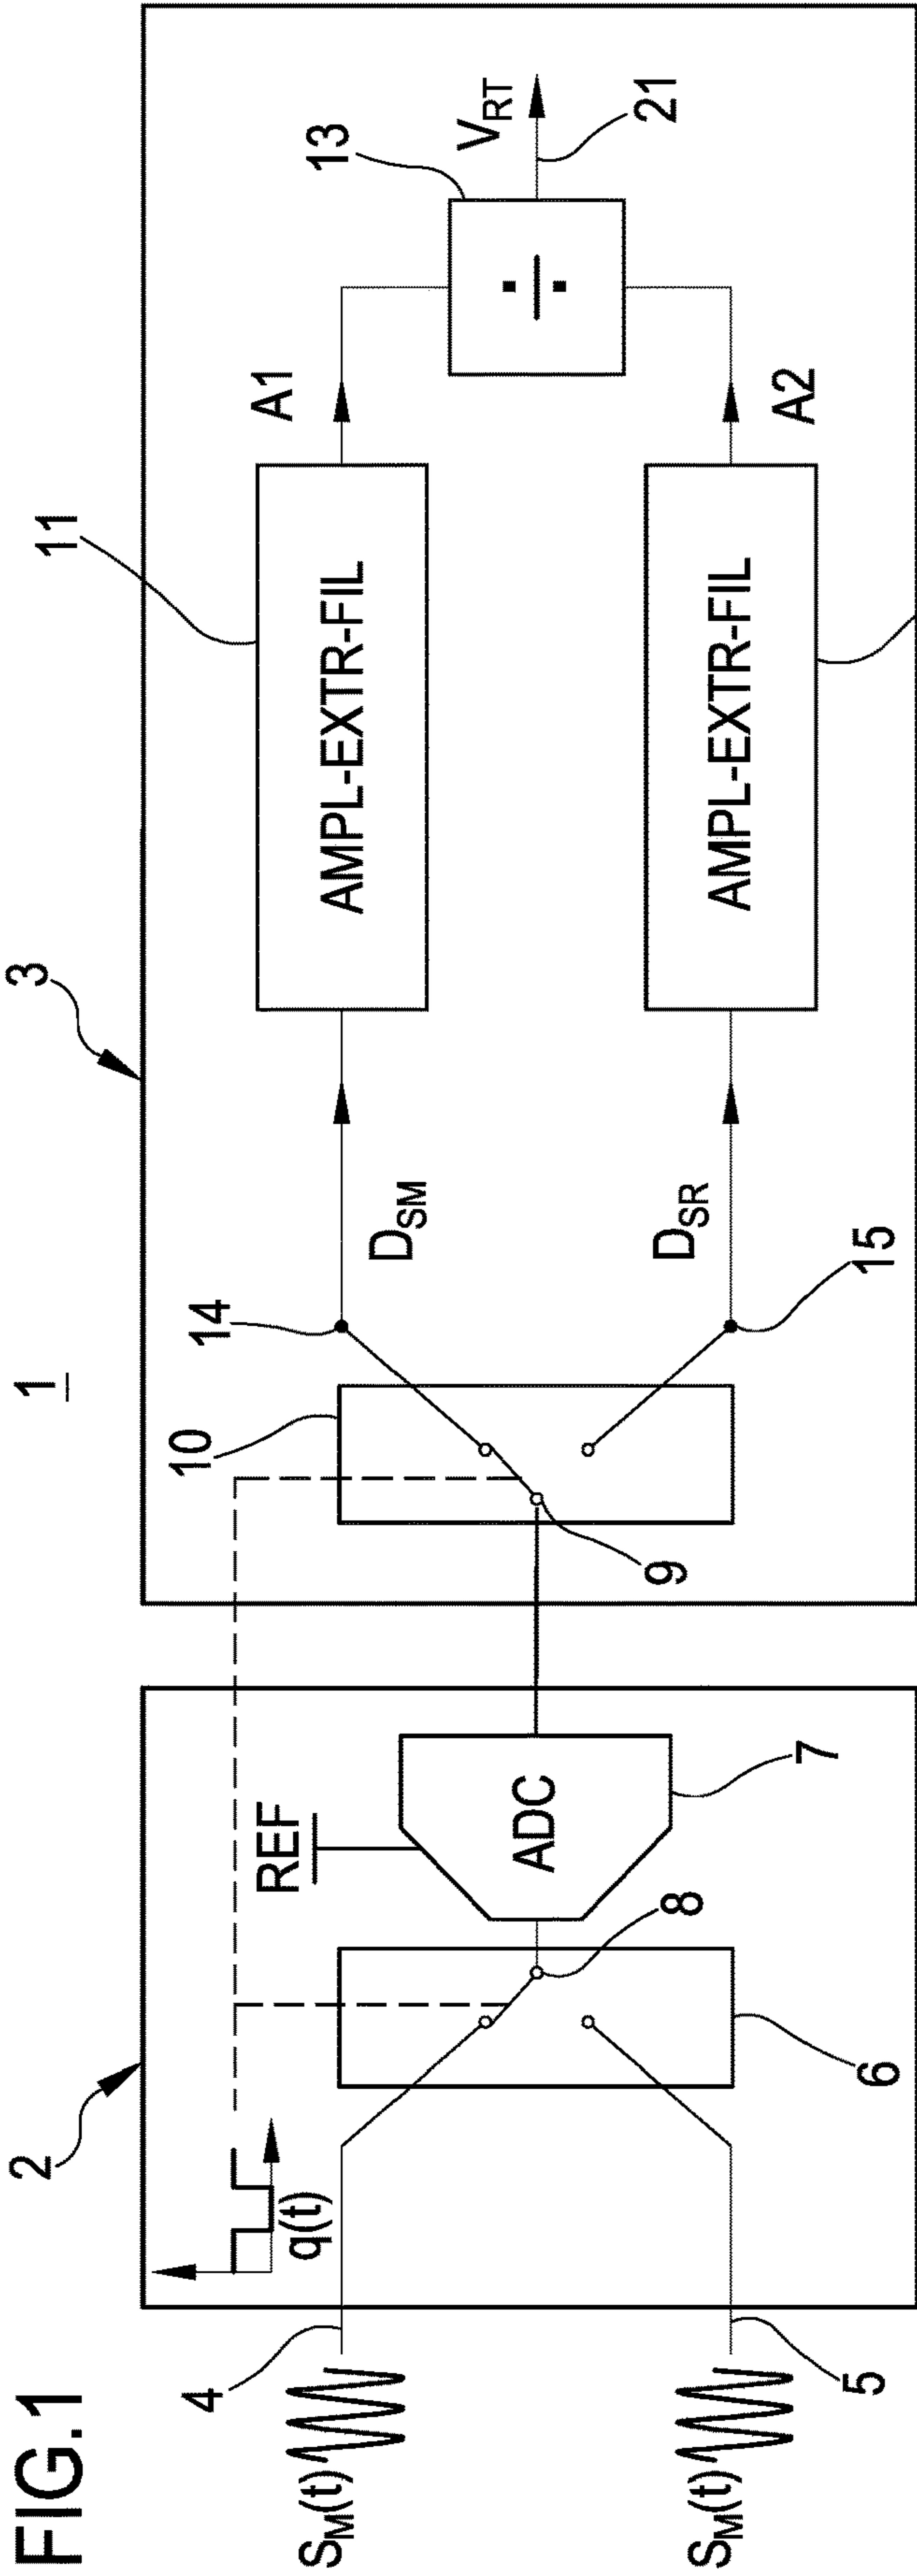 FIG.1
1
2
3
q(t)
REF
4
S_M(t)
ADC
7
8
6
5
S_M(t)
10
14
9
15
D_SM
D_SR
11
AMPL-EXTR-FIL
AMPL-EXTR-FIL
A1
A2
13
÷
V_RT
21